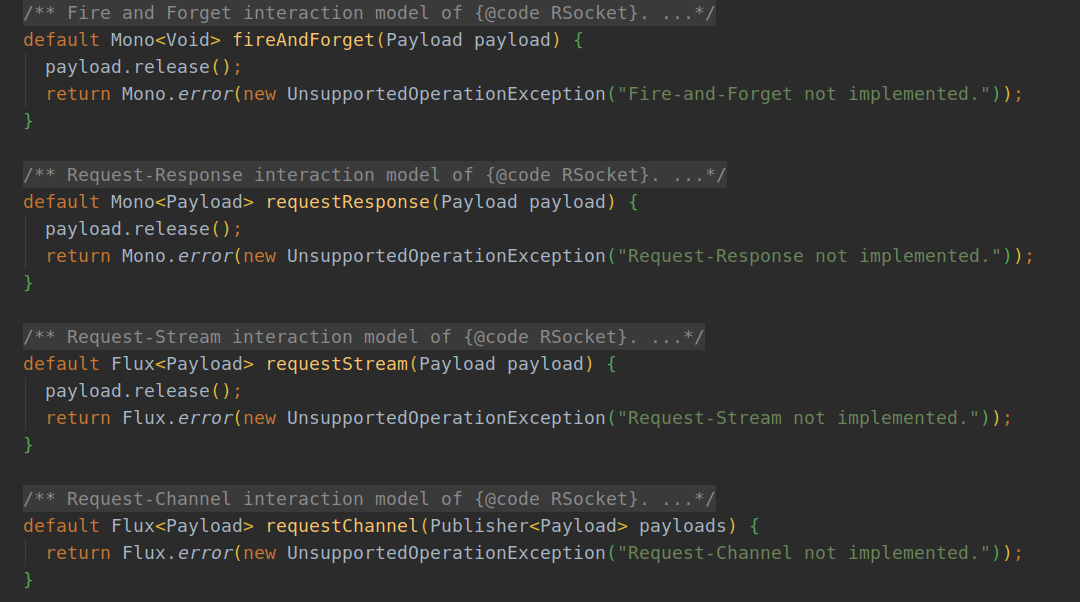 /** Fire and Forget interaction model of {@code RSocket}. ...*/
default Mono<Void> fireAndForget(Payload payload) {
payload.release();
return Mono.error(new UnsupportedOperationException("Fire-and-Forget not implemented."));
}
/** Request-Response interaction model of {@code RSocket}. ...*/
default Mono<Payload> requestResponse(Payload payload) {
payload.release();
return Mono.error(new UnsupportedOperationException("Request-Response not implemented."));
}
/** Request-Stream interaction model of {@code RSocket}. ...*/
default Flux<Payload> requestStream(Payload payload) {
payload.release();
return Flux.error(new UnsupportedOperationException("Request-Stream not implemented."));
}
/** Request-Channel interaction model of {@code RSocket}. ...*/
default Flux<Payload> requestChannel(Publisher<Payload> payloads) {
return Flux.error(new UnsupportedOperationException("Request-Channel not implemented."));
}